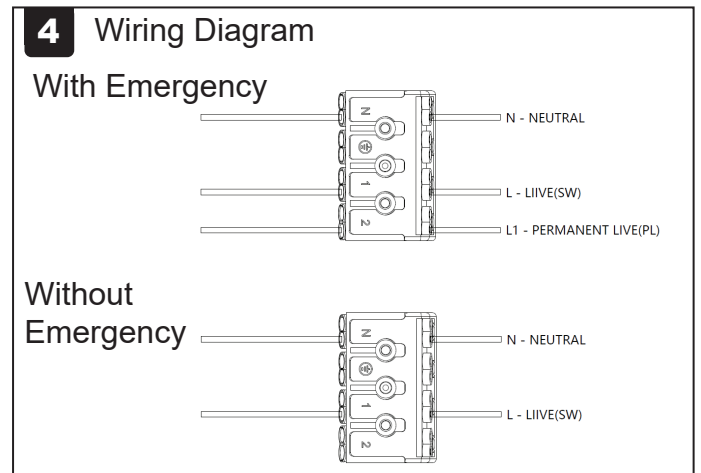 4 Wiring Diagram
With Emergency
N
N - NEUTRAL
1
L - LIIVE(SW)
2
L1 - PERMANENT LIVE(PL)
Without
Emergency
N
N - NEUTRAL
1
L - LIIVE(SW)
2